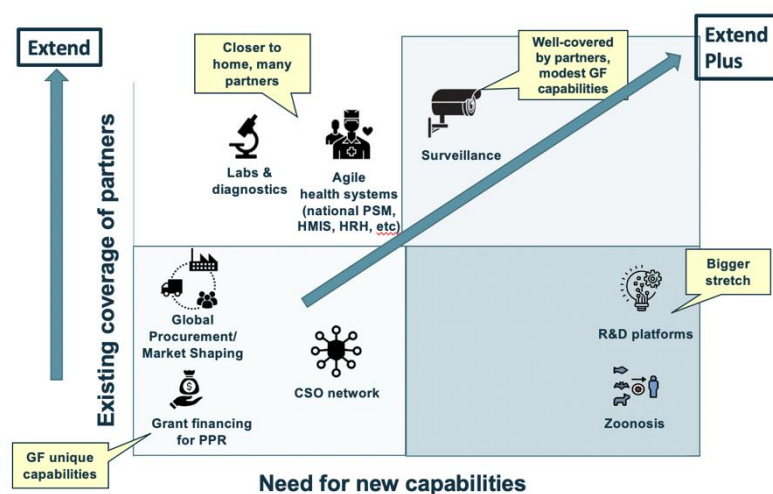 Extend
Closer to
home, many
partners
Well-covered
by partners,
modest GF
capabilities
Extend
Plus
Labs &
diagnostics
Agile
health systems
(national PSM,
HMIS, HRH, etc)
Surveillance
Existing coverage of partners
Global
Procurement/
Market Shaping
CSO network
Grant financing
for PPR
GF unique
capabilities
Bigger
stretch
R&D platforms
Zoonosis
Need for new capabilities
$